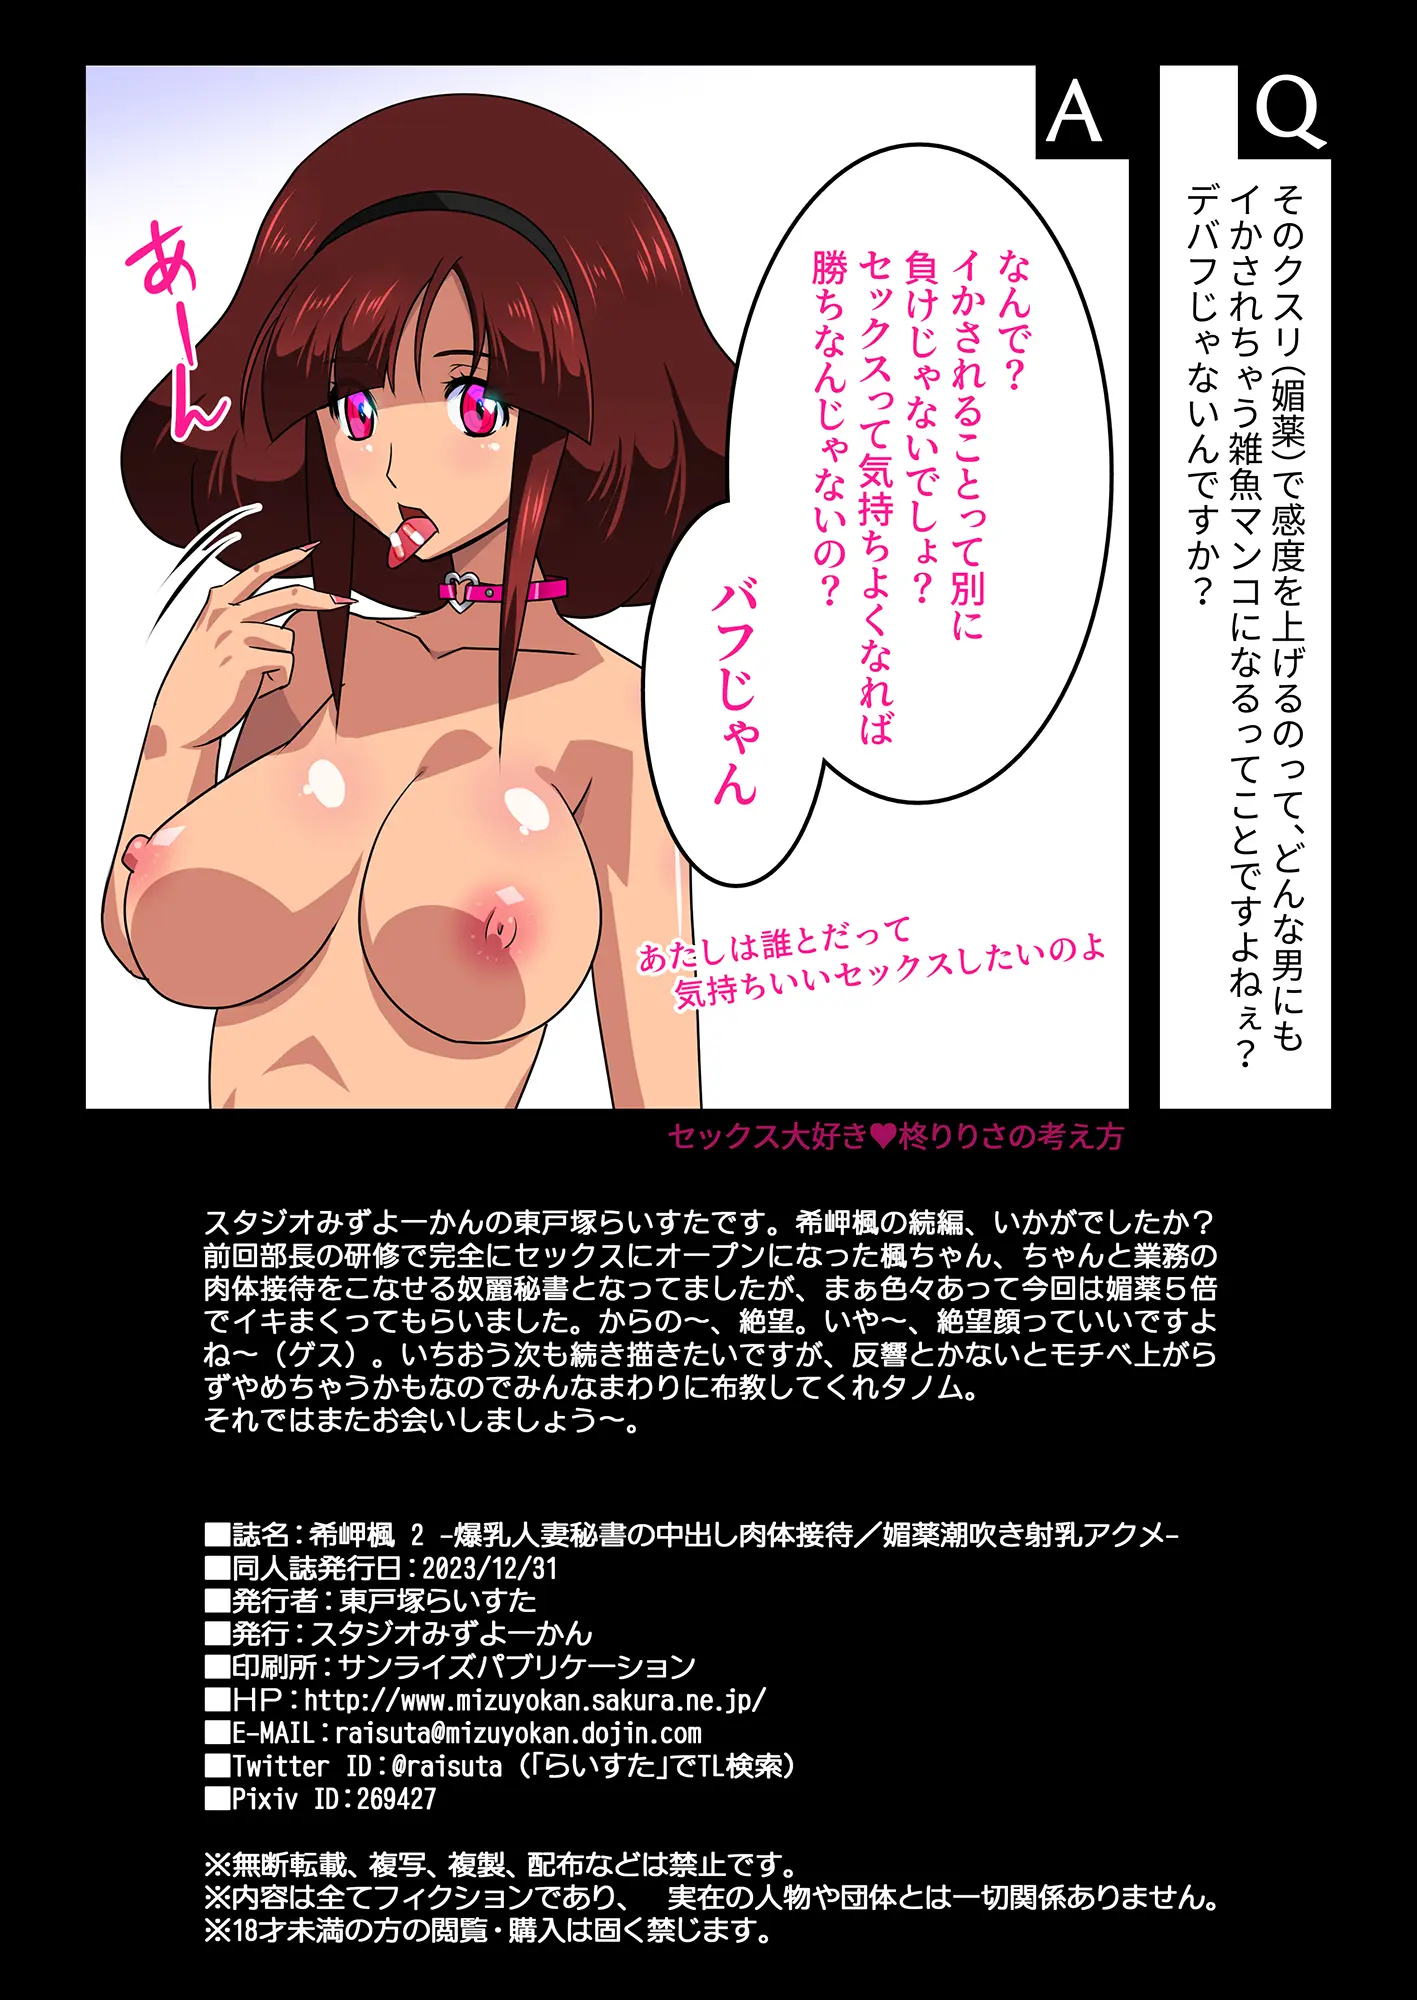 Q
そのクスリ（媚薬）で感度を上げるのって、どんな男にも
イかされちゃう雑魚マンコになるってことですよねぇ？
デバフじゃないんですか？
A
なんで？
イかされることって別に
負けじゃないでしょ？
セックスって気持ちよくなれば
勝ちなんじゃないの？
バフじゃん
あーん
あたしは誰とだって
気持ちいいセックスしたいのよ
セックス大好き♥柊りりさの考え方
スタジオみずよーかんの東戸塚らいすたです。希岬楓の続編、いかがでしたか？
前回部長の研修で完全にセックスにオープンになった楓ちゃん、ちゃんと業務の
肉体接待をこなせる奴麗秘書となってましたが、まぁ色々あって今回は媚薬５倍
でイキまくってもらいました。からの～、絶望。いや～、絶望顔っていいですよ
ね～（ゲス）。いちおう次も続き描きたいですが、反響とかないとモチベ上がら
ずやめちゃうかもなのでみんなまわりに布教してくれタノム。
それではまたお会いしましょう～。
■誌名：希岬楓 2 -爆乳人妻秘書の中出し肉体接待／媚薬潮吹き射乳アクメ-
■同人誌発行日：2023/12/31
■発行者：東戸塚らいすた
■発行：スタジオみずよーかん
■印刷所：サンライズパブリケーション
■ＨＰ：http://www.mizuyokan.sakura.ne.jp/
■E-MAIL：raisuta@mizuyokan.dojin.com
■Twitter ID：@raisuta（「らいすた」でTL検索）
■Pixiv ID：269427
※無断転載、複写、複製、配布などは禁止です。
※内容は全てフィクションであり、　実在の人物や団体とは一切関係ありません。
※18才未満の方の閲覧・購入は固く禁じます。